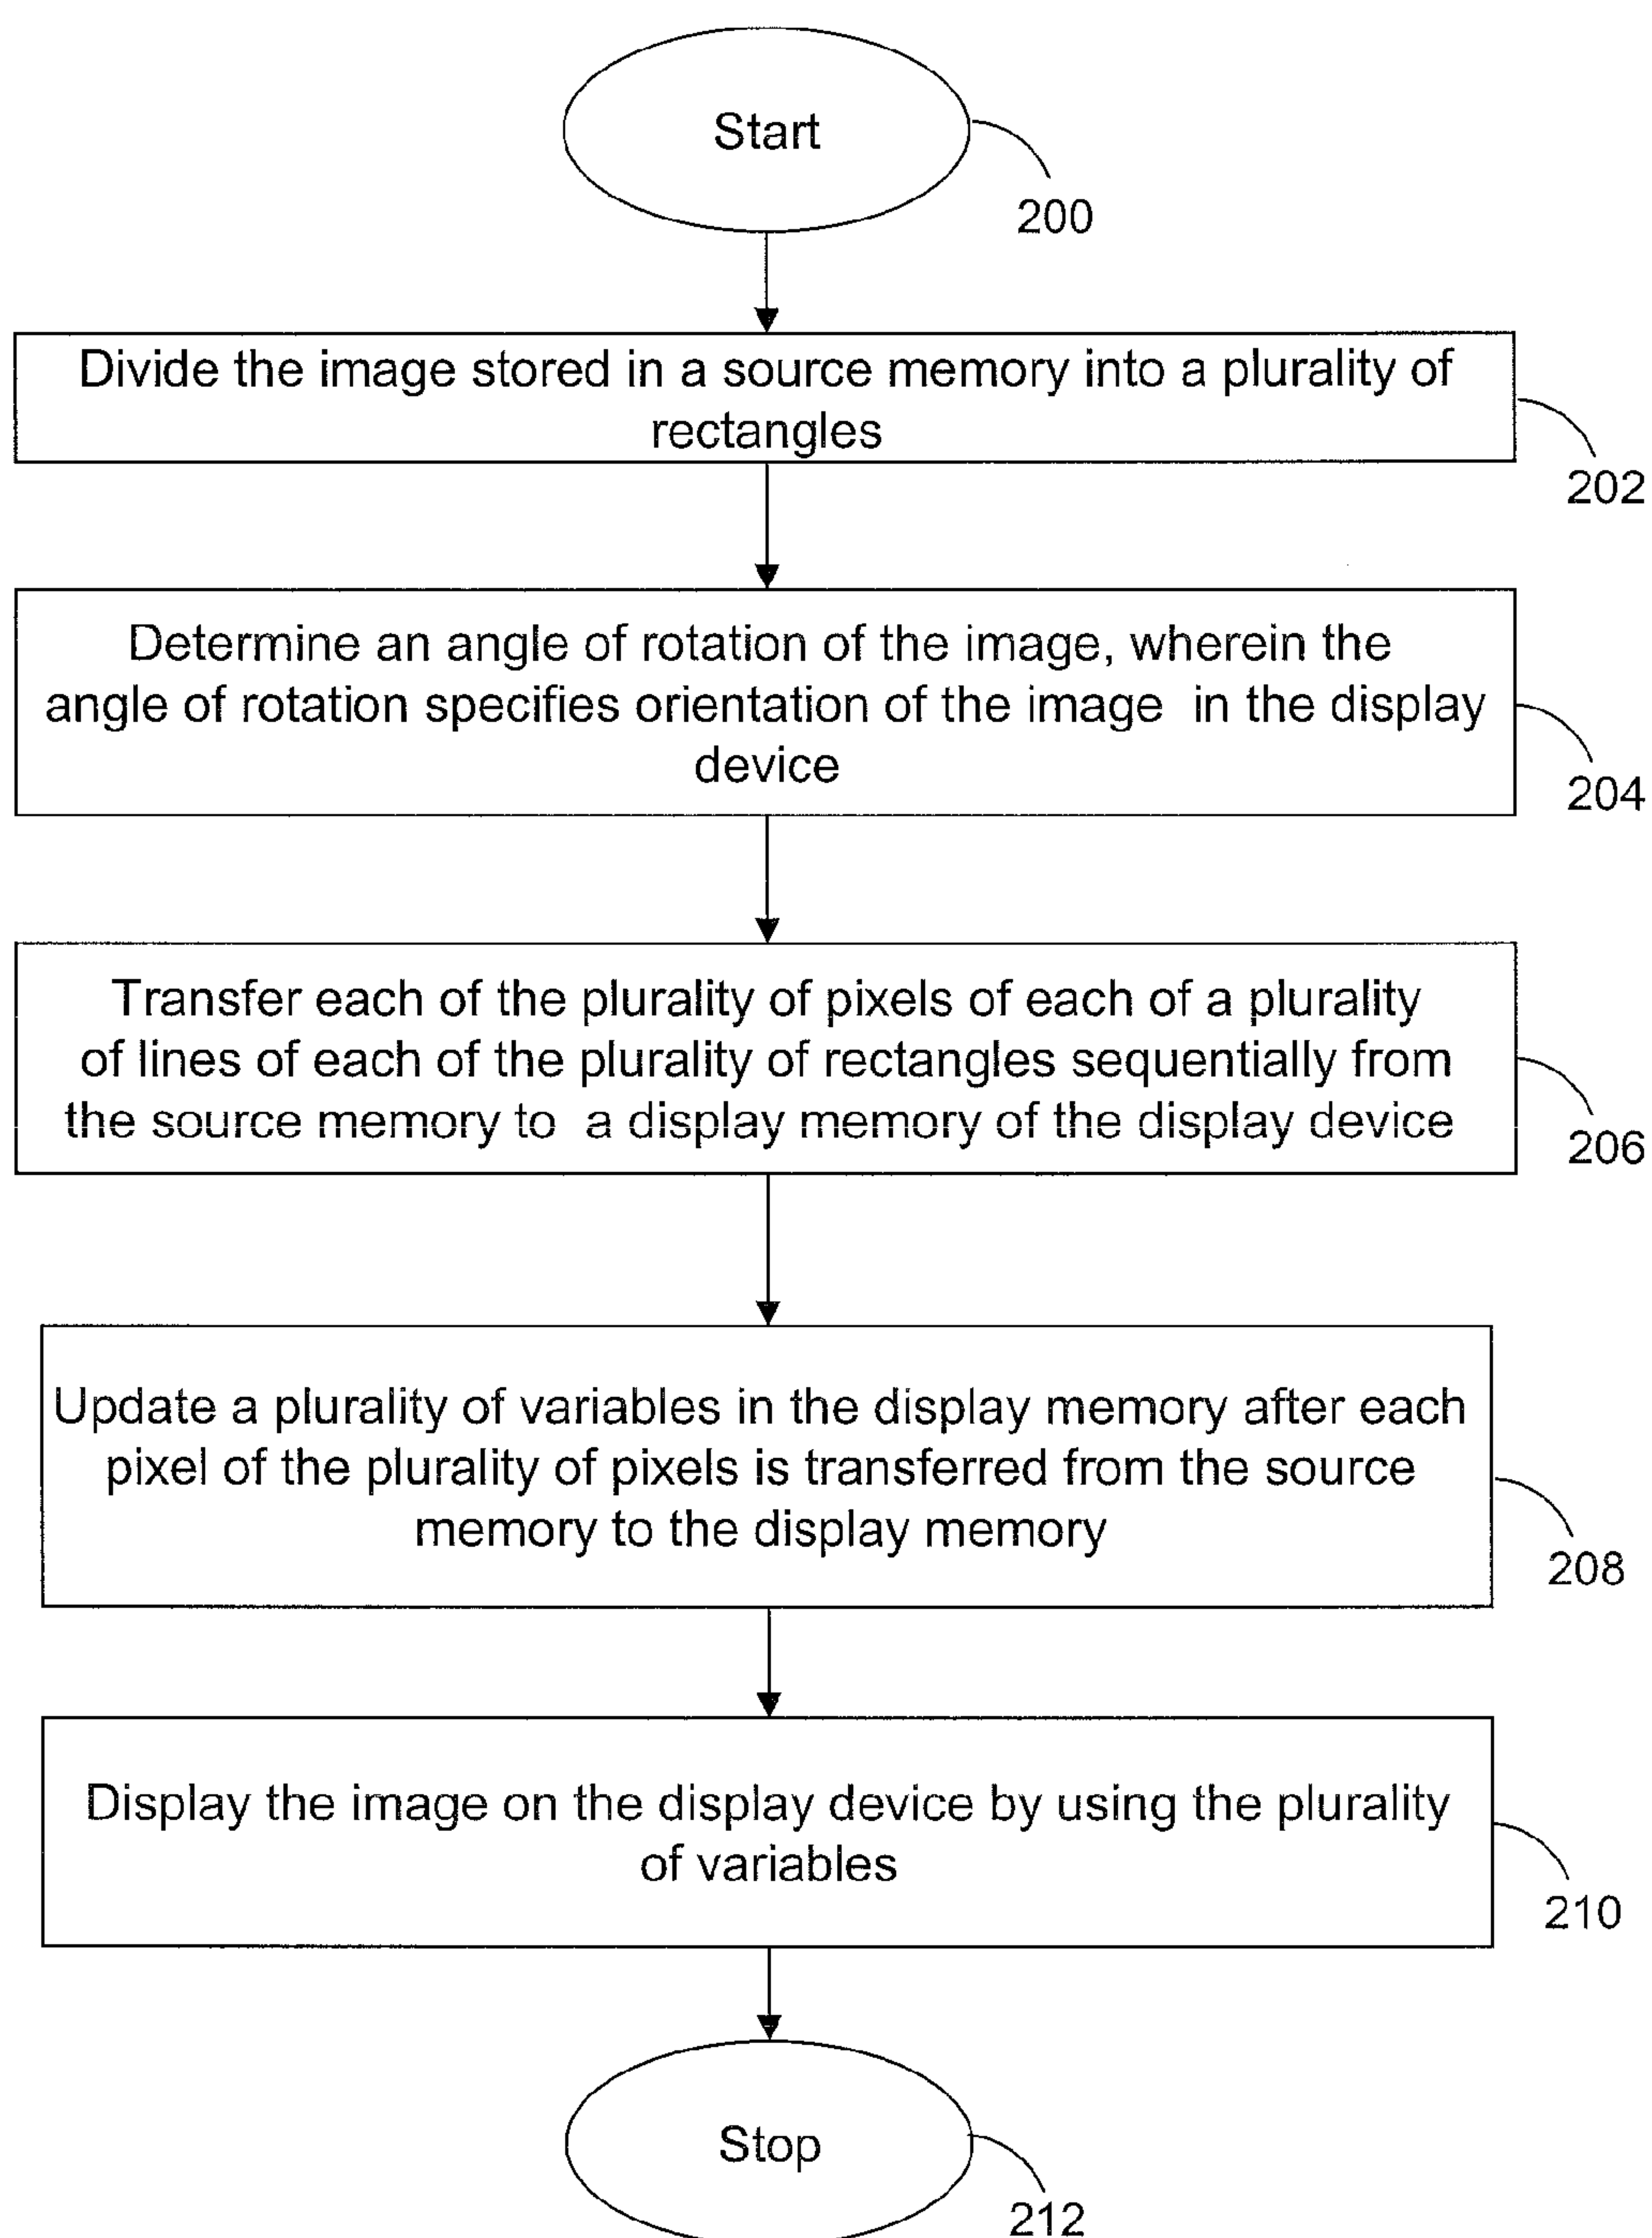 Start
200
Divide the image stored in a source memory into a plurality of
rectangles
202
Determine an angle of rotation of the image, wherein the
angle of rotation specifies orientation of the image in the display
device
204
Transfer each of the plurality of pixels of each of a plurality
of lines of each of the plurality of rectangles sequentially from
the source memory to a display memory of the display device
206
Update a plurality of variables in the display memory after each
pixel of the plurality of pixels is transferred from the source
memory to the display memory
208
Display the image on the display device by using the plurality
of variables
210
Stop
212